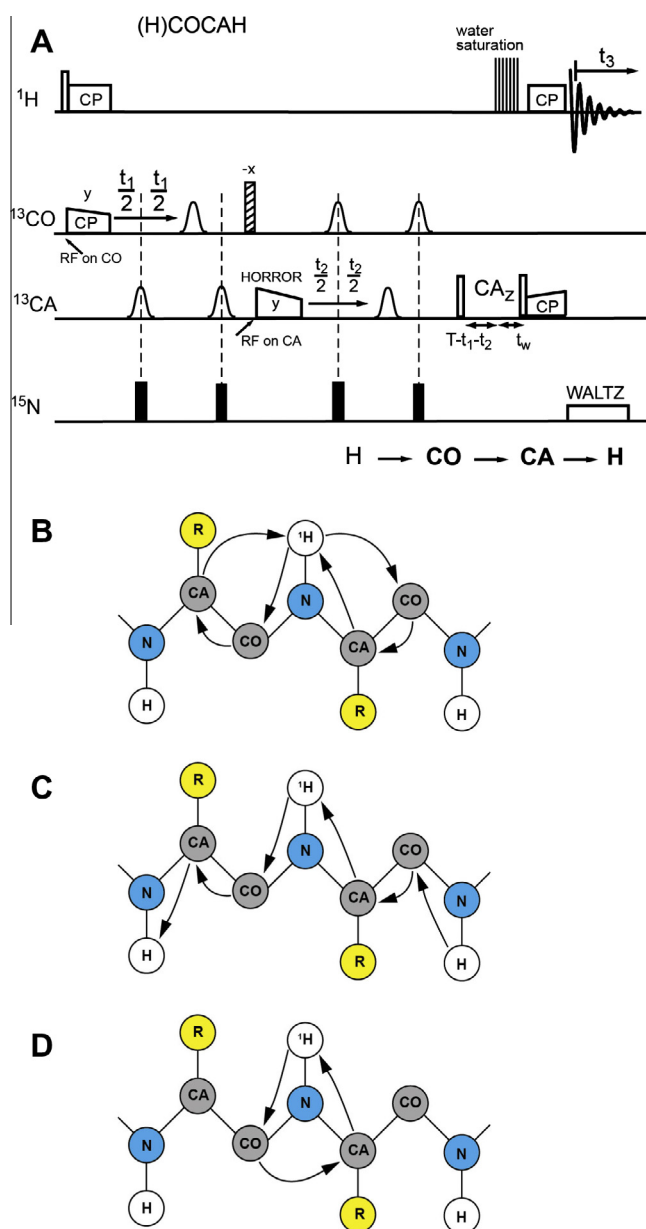 (H)COCAH
A
water
saturation
t3
1H
CP
CP
-x
y
t1/2 t1/2
13CO
CP
RF on CO
HORROR
t2/2 t2/2
CAZ
13CA
y
CP
RF on CA
T-t1-t2
tw
15N
WALTZ
H → CO → CA → H
B
R
1H
CA
N
CO
N
CO
CA
N
H
R
H
C
R
1H
CA
N
CO
N
CO
CA
N
H
R
H
D
R
1H
CA
N
CO
N
CO
CA
N
H
R
H